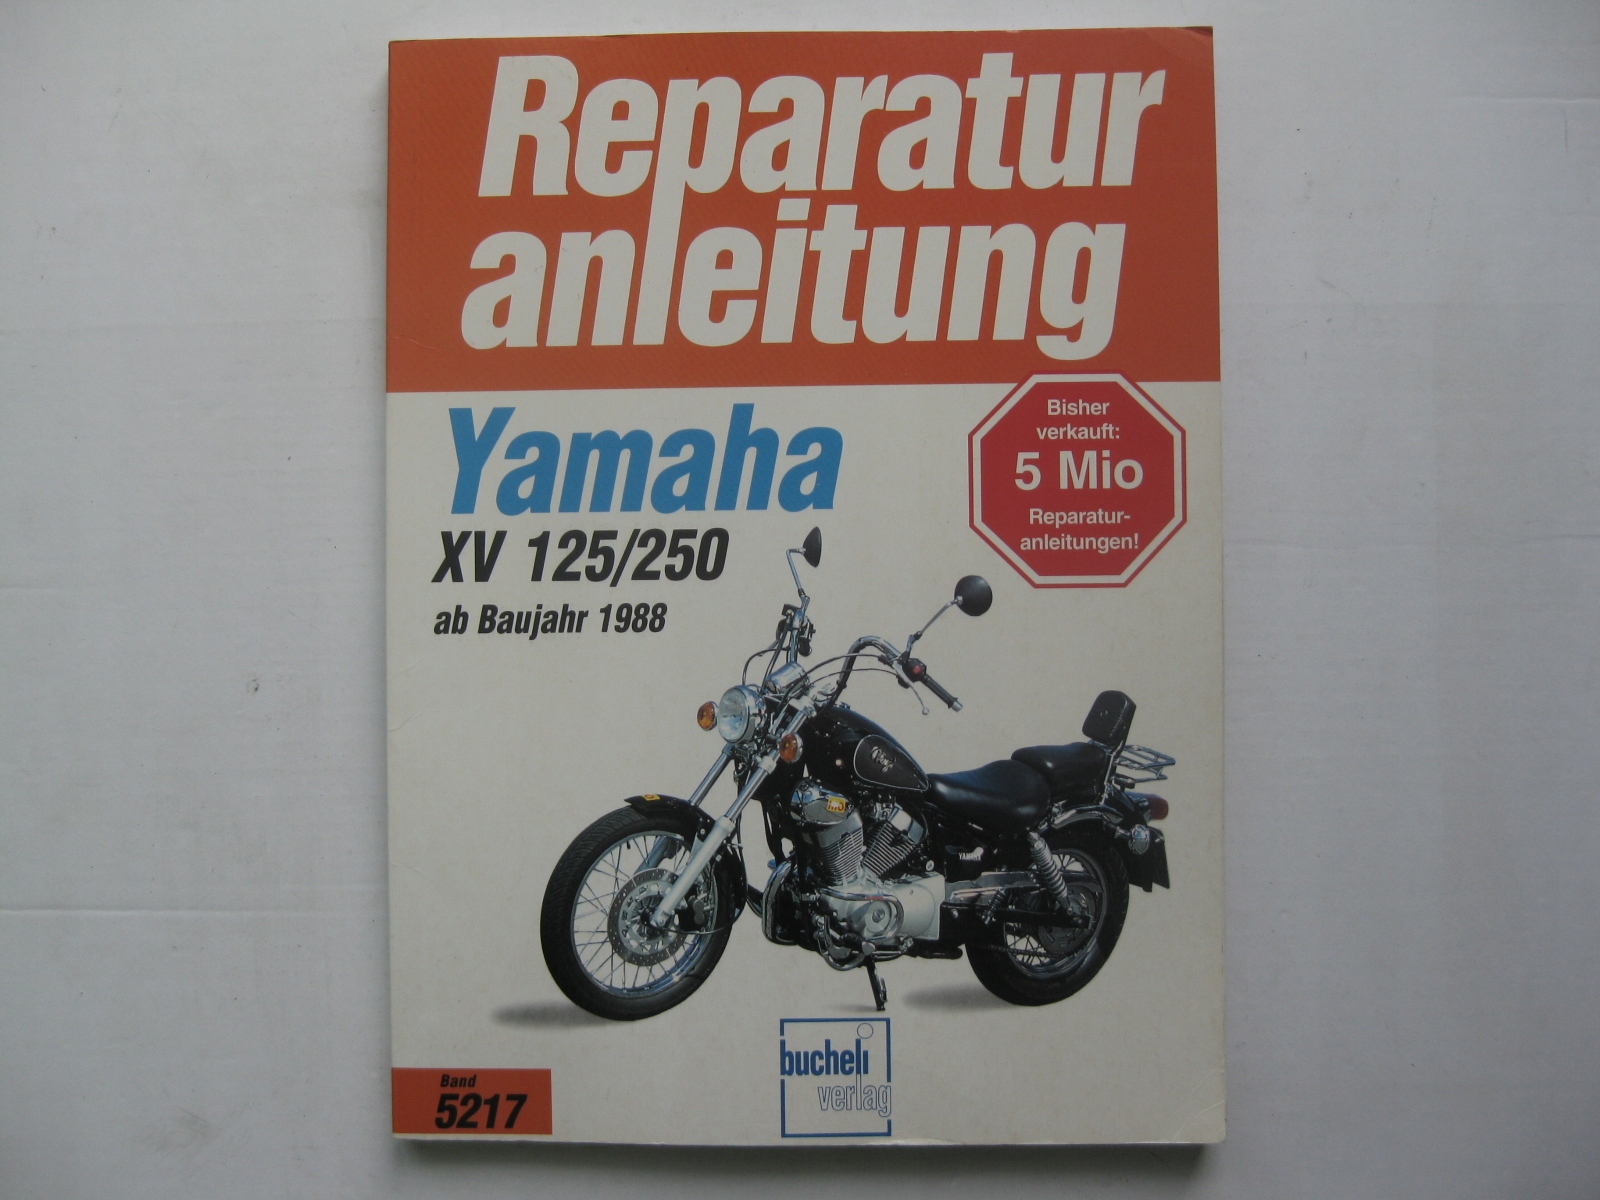 Reparatur
anleitung
Yamaha
XV 125/250
ab Baujahr 1988
Bisher
verkauft:
5 Mio
Reparatur-
anleitungen!
YAMAHA
bucheli
verlag
Band
5217